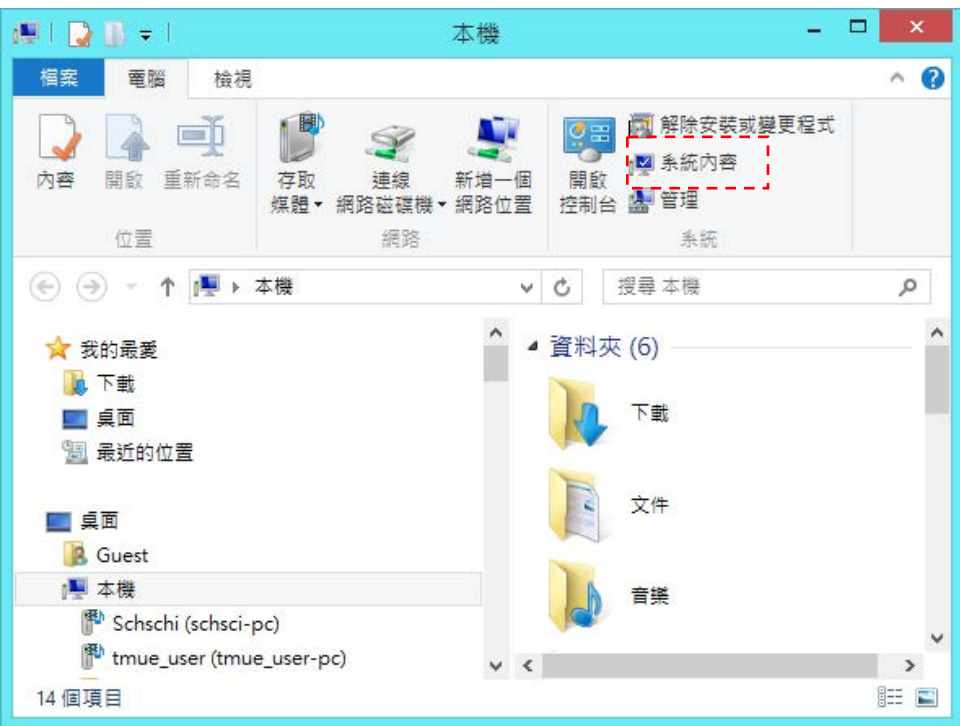 本機
檔案 電腦 檢視
內容 開啟 重新命名 存取媒體 連線網路磁碟機 新增一個網路位置 開啟控制台
解除安裝或變更程式
系統內容
管理
位置 網路 系統
本機 搜尋 本機
我的最愛
下載
桌面
最近的位置
桌面
Guest
本機
Schschi (schsci-pc)
tmue_user (tmue_user-pc)
資料夾 (6)
下載
文件
音樂
14 個項目